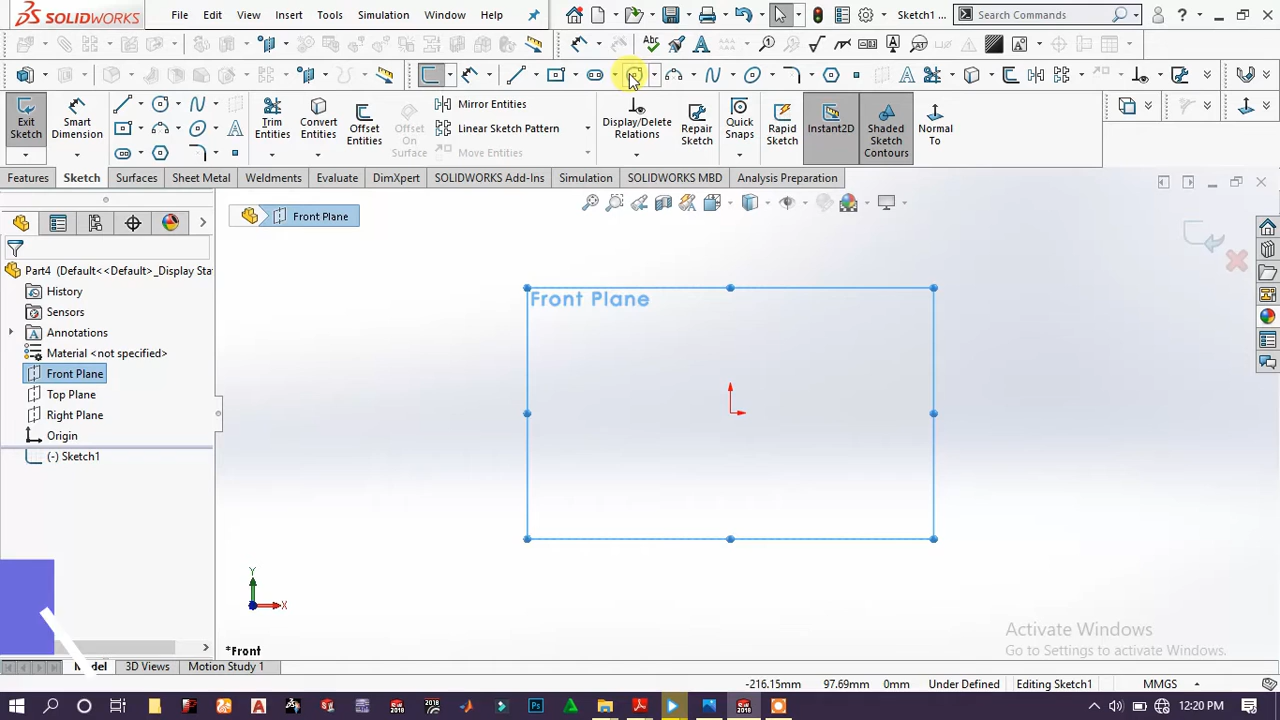 SOLIDWORKS File Edit View Insert Tools Simulation Window Help Sketch1 Search Commands
Exit Sketch
Smart Dimension
Trim Entities
Convert Entities
Offset Entities
Offset On Surface
Mirror Entities
Linear Sketch Pattern
Move Entities
Display/Delete Relations
Repair Sketch
Quick Snaps
Rapid Sketch
Instant2D
Shaded Sketch Contours
Normal To
Features Sketch Surfaces Sheet Metal Weldments Evaluate DimXpert SOLIDWORKS Add-Ins Simulation SOLIDWORKS MBD Analysis Preparation
Front Plane
Part4 (Default<<Default>_Display Sta
History
Sensors
Annotations
Material <not specified>
Front Plane
Top Plane
Right Plane
Origin
(-) Sketch1
Front Plane
Y
X
*Front
Activate Windows
Go to Settings to activate Windows.
Model 3D Views Motion Study 1
-216.15mm 97.69mm 0mm Under Defined Editing Sketch1 MMGS
12:20 PM